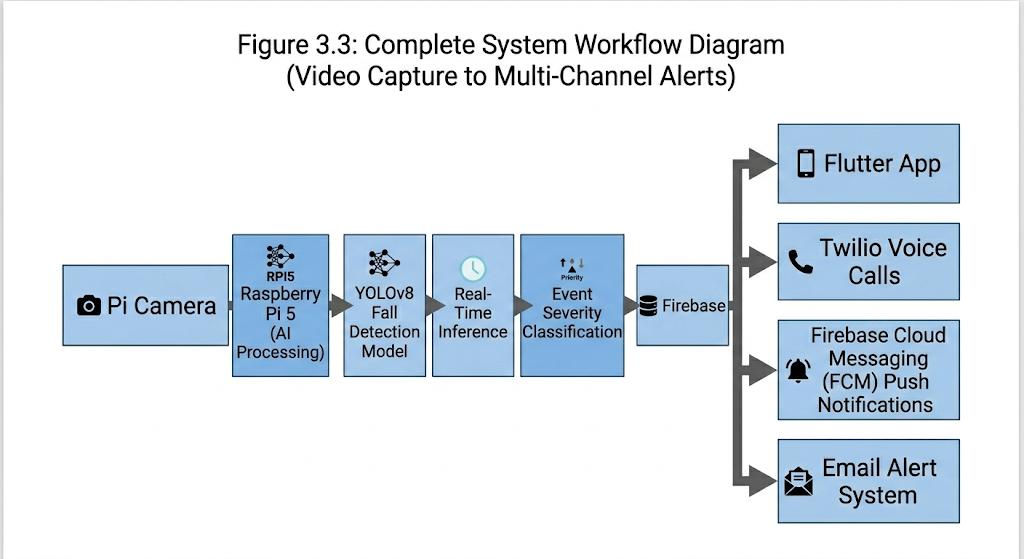 Figure 3.3: Complete System Workflow Diagram
(Video Capture to Multi-Channel Alerts)
Pi Camera
RPI5
Raspberry
Pi 5
(AI
Processing)
YOLOv8
Fall
Detection
Model
Real-
Time
Inference
Priority
Event
Severity
Classification
Firebase
Flutter App
Twilio Voice
Calls
Firebase Cloud
Messaging
(FCM) Push
Notifications
Email Alert
System